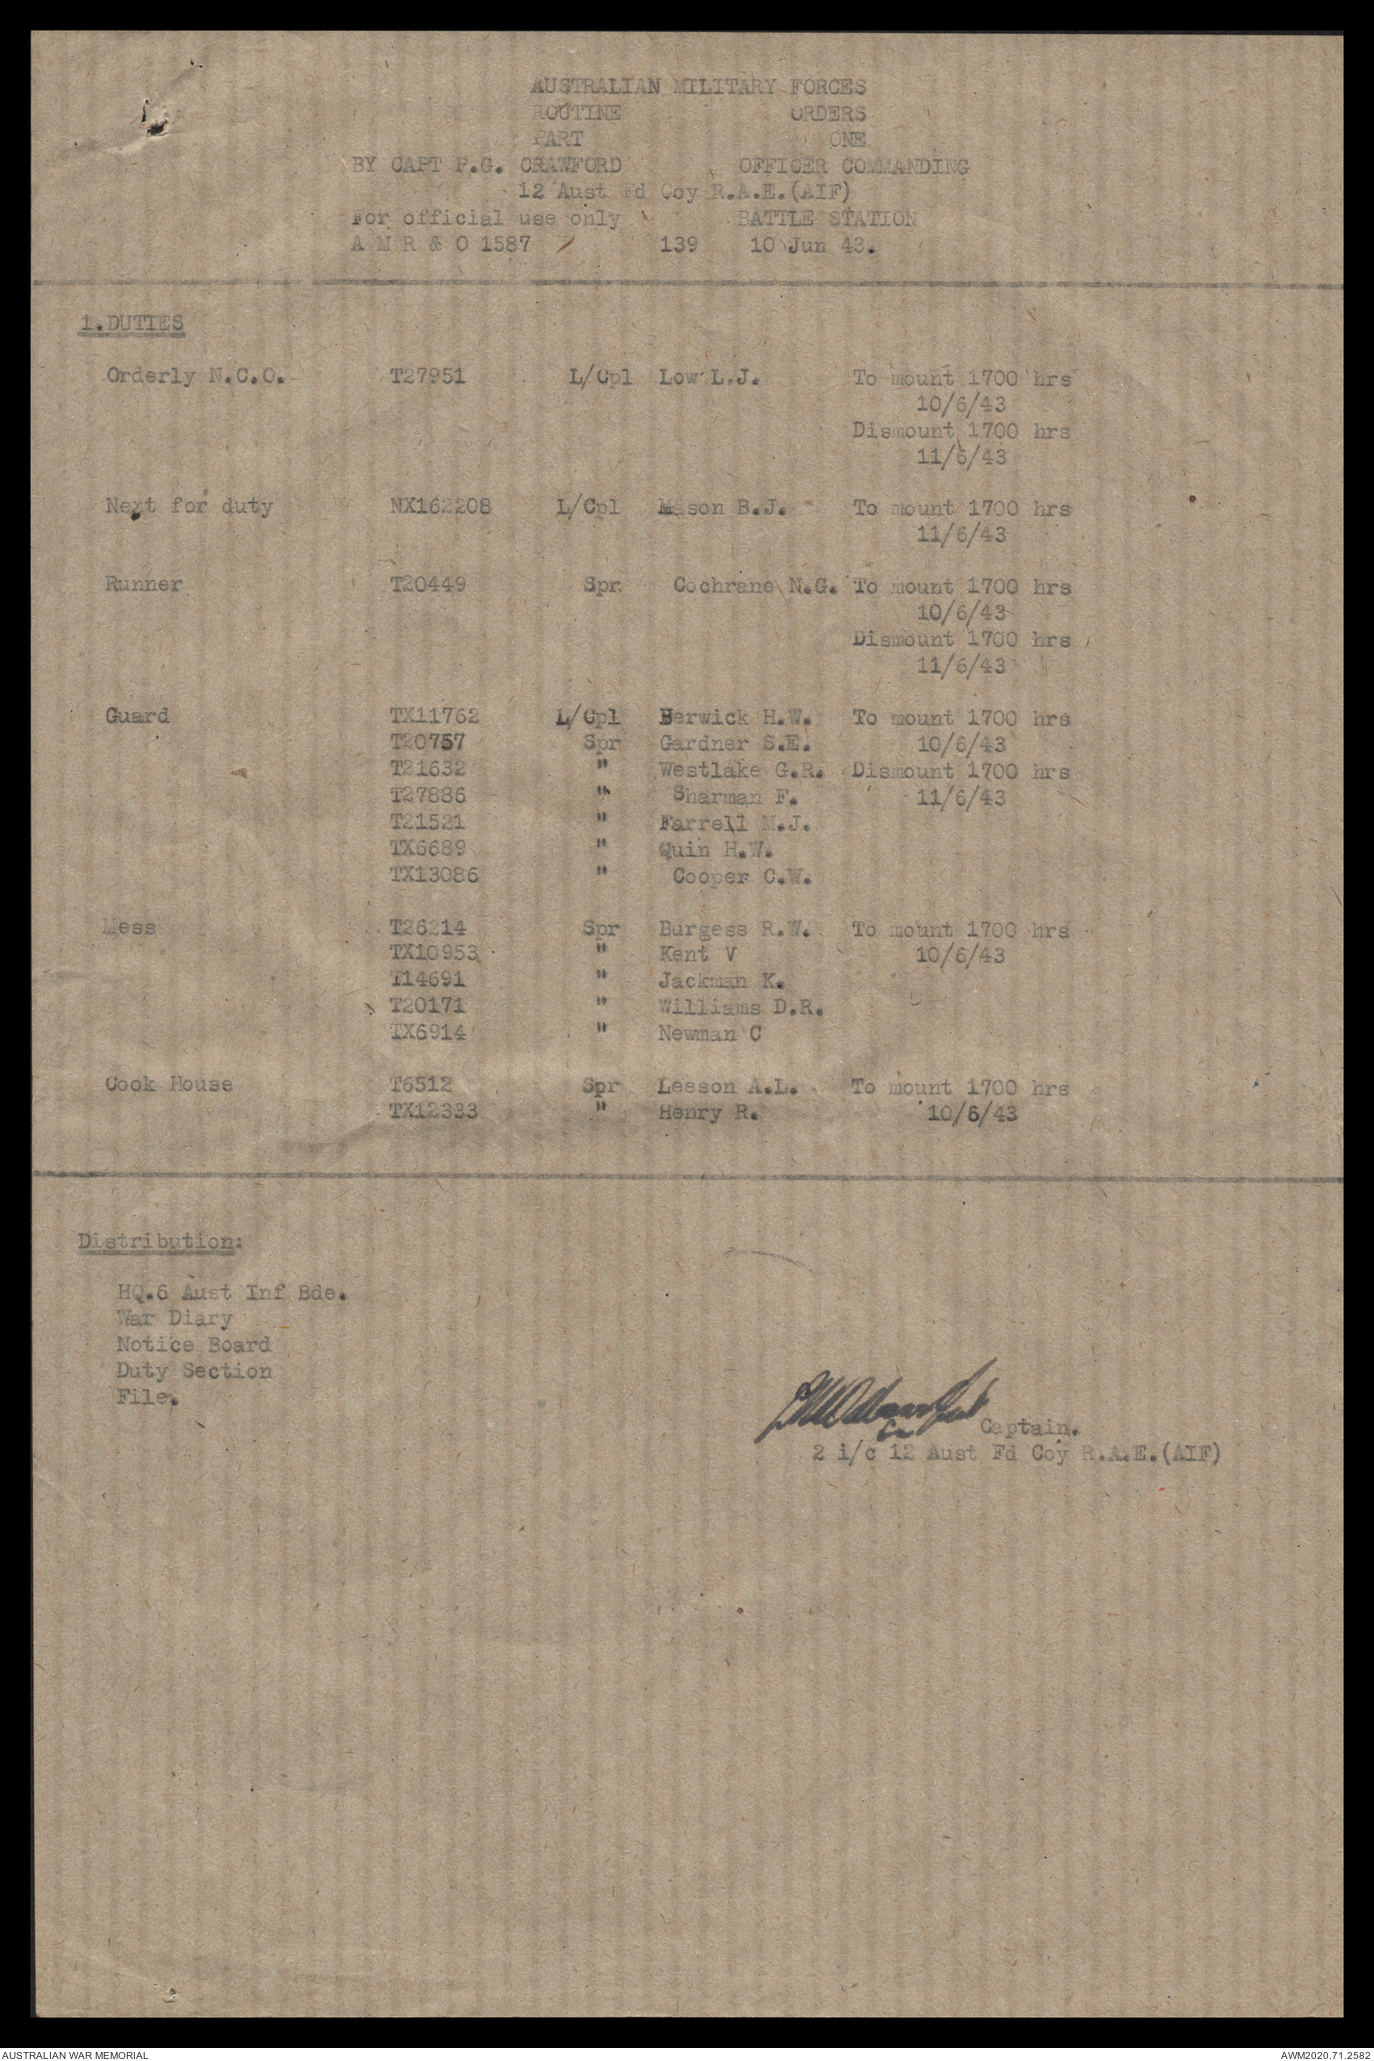 AUSTRALIAN MILITARY FORCES
ROUTINE ORDERS
PART ONE
BY CAPT P.G. CRAWFORD OFFICER COMMANDING
12 Aust Fd Coy R.A.E.(AIF)
For official use only BATTLE STATION
A M R & O 1587 139 10 Jun 43.
1.DUTIES
Orderly N.C.O. T27951 L/Cpl Low L.J. To mount 1700 hrs
10/6/43
Dismount 1700 hrs
11/6/43
Next for duty NX162208 L/Cpl Mason B.J. To mount 1700 hrs
11/6/43
Runner T20449 Spr Cochrane N.G. To mount 1700 hrs
10/6/43
Dismount 1700 hrs
11/6/43
Guard TX11762 L/Cpl Berwick H.W. To mount 1700 hrs
T20757 Spr Gardner S.E. 10/6/43
T21632 " Westlake G.R. Dismount 1700 hrs
T27886 " Sharman F. 11/6/43
T21521 " Farrell M.J.
TX6689 " Quin H.W.
TX13086 " Cooper C.W.
Mess T26214 Spr Burgess R.W. To mount 1700 hrs
TX10953 " Kent V 10/6/43
T14691 " Jackman K.
T20171 " Williams D.R.
TX6914 " Newman C
Cook House T6512 Spr Leeson A.L. To mount 1700 hrs
TX12333 " Henry R. 10/6/43
Distribution:
HQ.6 Aust Inf Bde.
War Diary
Notice Board
Duty Section
File.
Captain.
2 i/c 12 Aust Fd Coy R.A.E.(AIF)
AUSTRALIAN WAR MEMORIAL AWM2020.71.2582